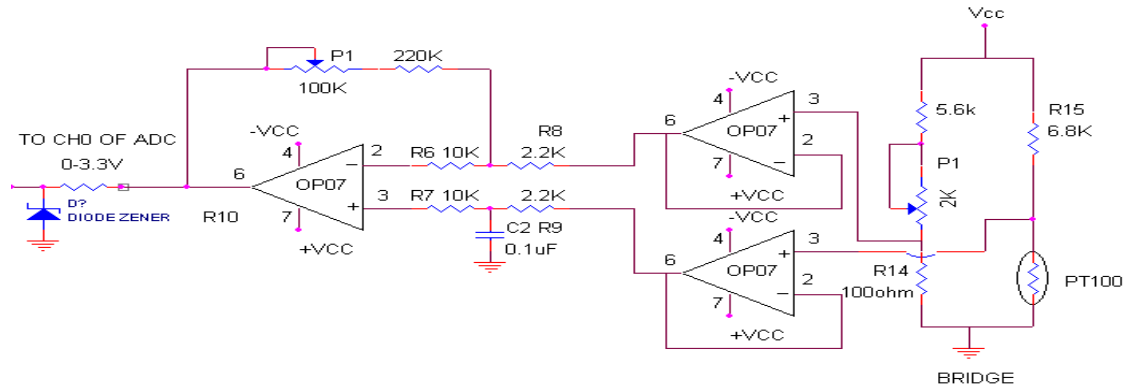 Vcc
P1
220K
100K
-VCC
4
3
6
OP07
2
7
+VCC
5.6k
R15
6.8K
TO CH0 OF ADC
0-3.3V
-VCC
4
R8
2.2K
R6 10K
2
6
OP07
3
R7 10K
2.2K
P1
2K
D?
DIODE ZENER
R10
7
+VCC
C2 R9
0.1uF
-VCC
4
3
6
OP07
2
7
+VCC
R14
100ohm
PT100
BRIDGE